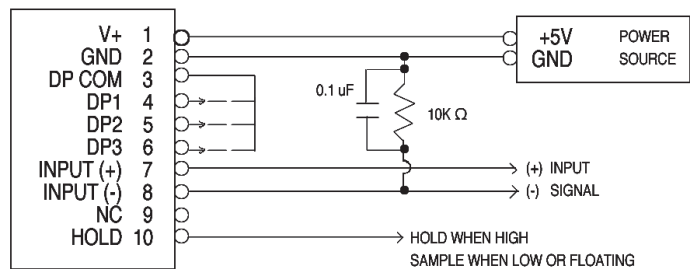 V+ 1
GND 2
DP COM 3
DP1 4
DP2 5
DP3 6
INPUT (+) 7
INPUT (-) 8
NC 9
HOLD 10
0.1 uF
10K Ω
+5V POWER
GND SOURCE
(+) INPUT
(-) SIGNAL
HOLD WHEN HIGH
SAMPLE WHEN LOW OR FLOATING